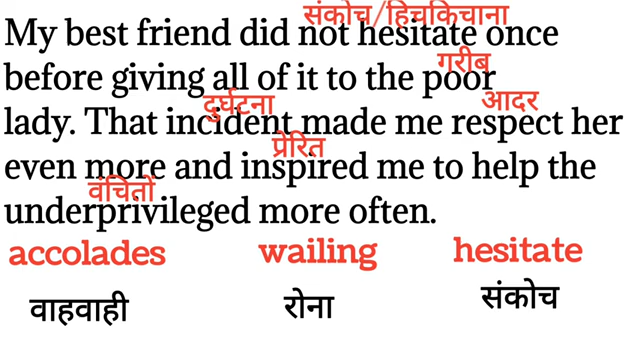 संकोच/हिचकिचाना
My best friend did not hesitate once
गरीब
before giving all of it to the poor
दुर्घटना आदर
lady. That incident made me respect her
प्रेरित
even more and inspired me to help the
वंचितों
underprivileged more often.
accolades wailing hesitate
वाहवाही रोना संकोच